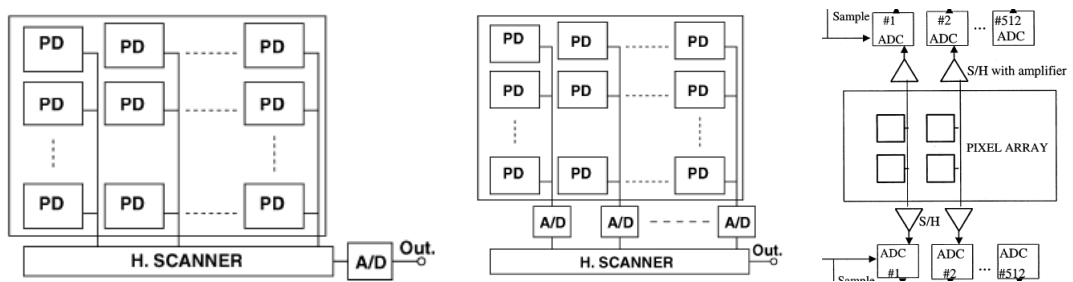 PD PD PD
PD PD PD
PD PD PD
H. SCANNER A/D Out.
PD PD PD
PD PD PD
PD PD PD
A/D A/D A/D
H. SCANNER Out.
Sample #1 ADC #2 ADC ... #512 ADC
S/H with amplifier
PIXEL ARRAY
S/H
Sample ADC #1 ADC #2 ... ADC #512